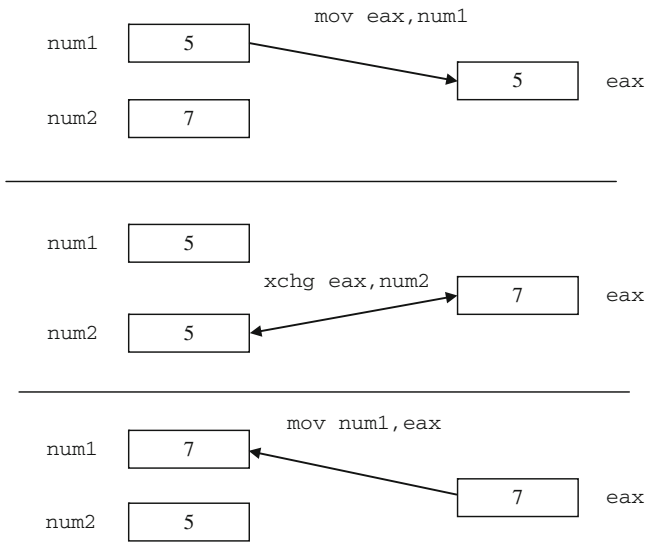 mov eax,num1
num1 5
5 eax
num2 7
num1 5
xchg eax,num2
7 eax
num2 5
mov num1,eax
num1 7
7 eax
num2 5